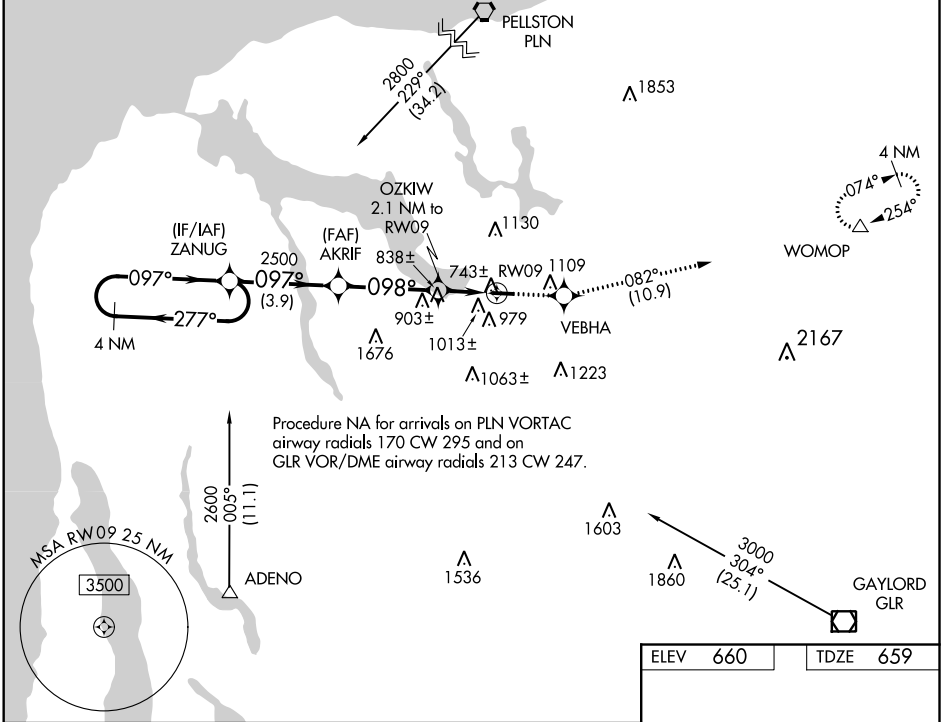 PELLSTON
PLN
2800
229°
(34.2)
1853
4 NM
074°
254°
WOMOP
OZKIW
2.1 NM to
RW09
1130
(IF/IAF)
ZANUG
(FAF)
AKRIF
2500
097°
097°
(3.9)
277°
4 NM
098°
838±
743±
RW09
1109
082°
(10.9)
903±
979
VEBHA
1013±
1676
2167
1063±
1223
Procedure NA for arrivals on PLN VORTAC
airway radials 170 CW 295 and on
GLR VOR/DME airway radials 213 CW 247.
2600
005°
(11.1)
ADENO
MSA RW09 25 NM
3500
1603
1536
1860
3000
304°
(25.1)
GAYLORD
GLR
ELEV 660
TDZE 659